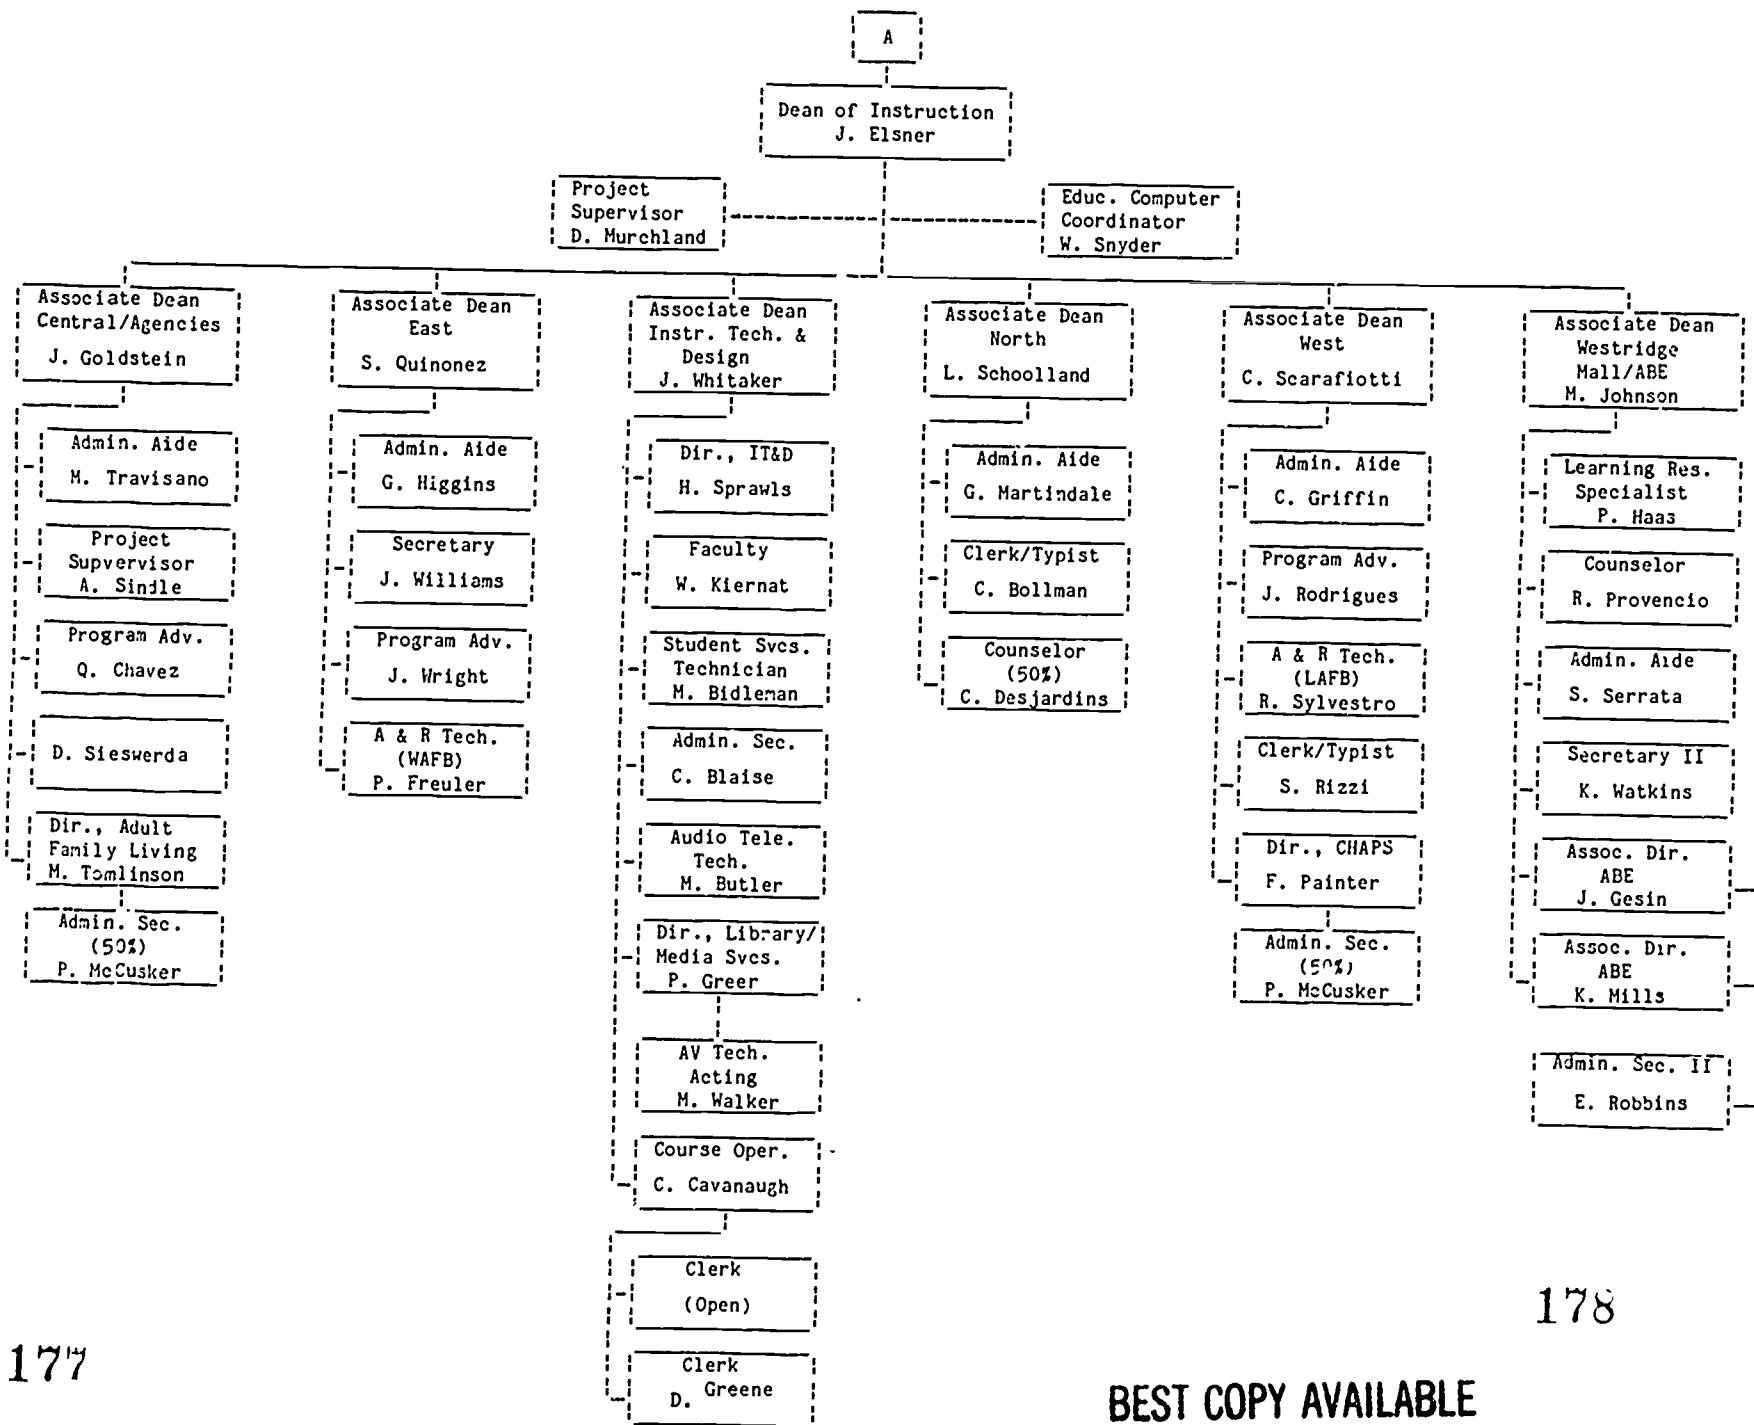 A
Dean of Instruction
J. Elsner
Project
Supervisor
D. Murchland
Educ. Computer
Coordinator
W. Snyder
Associate Dean
Central/Agencies
J. Goldstein
Admin. Aide
M. Travisano
Project
Supvervisor
A. Sindle
Program Adv.
Q. Chavez
D. Sieswerda
Dir., Adult
Family Living
M. Tomlinson
Admin. Sec.
(50%)
P. McCusker
Associate Dean
East
S. Quinonez
Admin. Aide
G. Higgins
Secretary
J. Williams
Program Adv.
J. Wright
A & R Tech.
(WAFB)
P. Freuler
Associate Dean
Instr. Tech. &
Design
J. Whitaker
Dir., IT&D
H. Sprawls
Faculty
W. Kiernat
Student Svcs.
Technician
M. Bidleman
Admin. Sec.
C. Blaise
Audio Tele.
Tech.
M. Butler
Dir., Library/
Media Svcs.
P. Greer
AV Tech.
Acting
M. Walker
Course Oper.
C. Cavanaugh
Clerk
(Open)
Clerk
D. Greene
Associate Dean
North
L. Schoolland
Admin. Aide
G. Martindale
Clerk/Typist
C. Bollman
Counselor
(50%)
C. Desjardins
Associate Dean
West
C. Scarafiotti
Admin. Aide
C. Griffin
Program Adv.
J. Rodrigues
A & R Tech.
(LAFB)
R. Sylvestro
Clerk/Typist
S. Rizzi
Dir., CHAPS
F. Painter
Admin. Sec.
(50%)
P. McCusker
Associate Dean
Westridge
Mall/ABE
M. Johnson
Learning Res.
Specialist
P. Haas
Counselor
R. Provencio
Admin. Aide
S. Serrata
Secretary II
K. Watkins
Assoc. Dir.
ABE
J. Gesin
Assoc. Dir.
ABE
K. Mills
Admin. Sec. II
E. Robbins
177
178
BEST COPY AVAILABLE